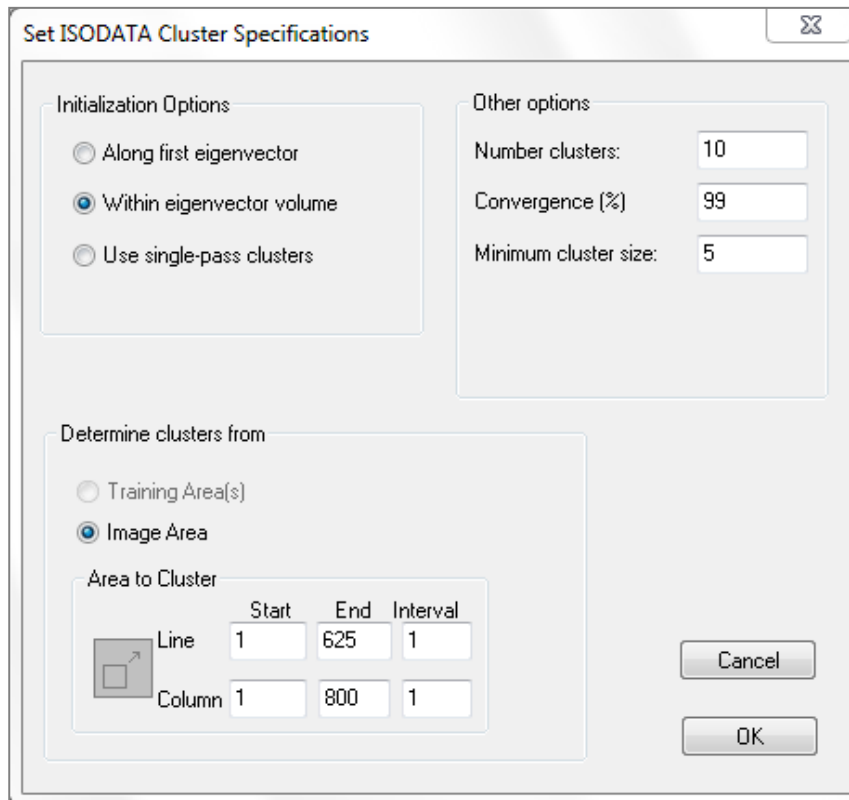 Set ISODATA Cluster Specifications
Initialization Options
Along first eigenvector
Within eigenvector volume
Use single-pass clusters
Other options
Number clusters: 10
Convergence (%) 99
Minimum cluster size: 5
Determine clusters from
Training Area(s)
Image Area
Area to Cluster
Start End Interval
Line 1 625 1
Column 1 800 1
Cancel
OK